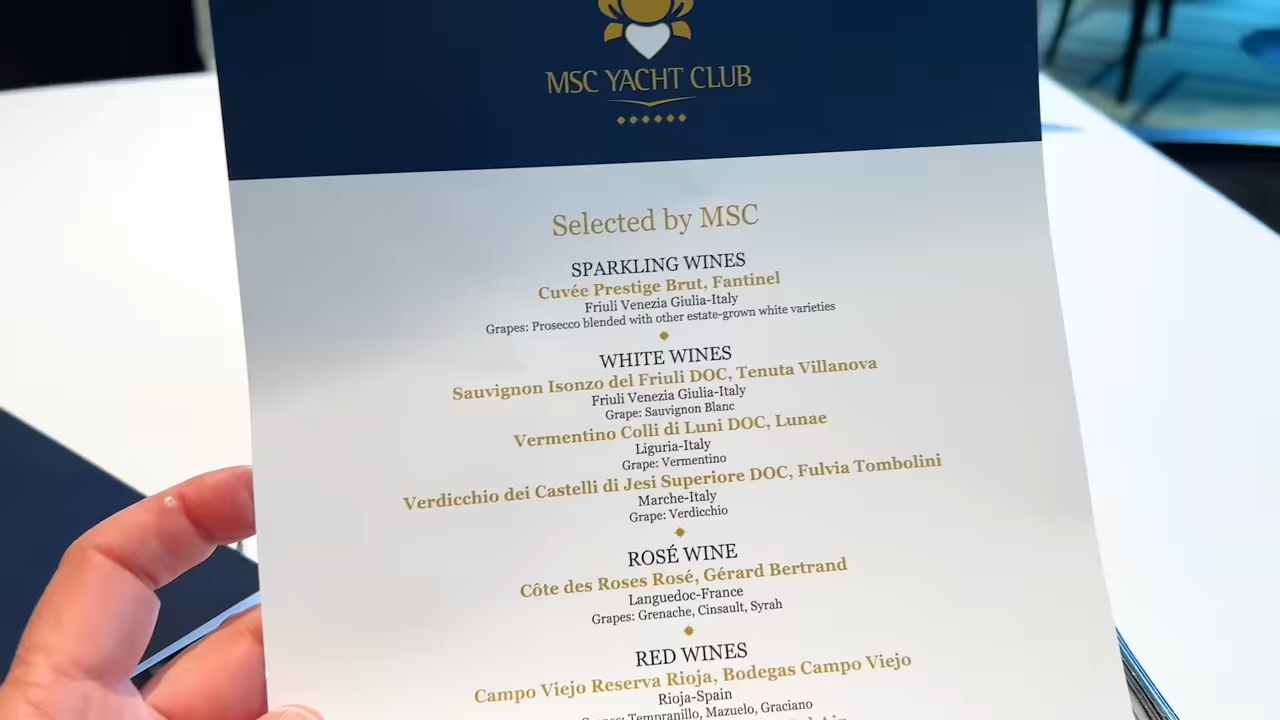 MSC YACHT CLUB
Selected by MSC
SPARKLING WINES
Cuvée Prestige Brut, Fantinel
Friuli Venezia Giulia-Italy
Grapes: Prosecco blended with other estate-grown white varieties
WHITE WINES
Sauvignon Isonzo del Friuli DOC, Tenuta Villanova
Friuli Venezia Giulia-Italy
Grape: Sauvignon Blanc
Vermentino Colli di Luni DOC, Lunae
Liguria-Italy
Grape: Vermentino
Verdicchio dei Castelli di Jesi Superiore DOC, Fulvia Tombolini
Marche-Italy
Grape: Verdicchio
ROSÉ WINE
Côte des Roses Rosé, Gérard Bertrand
Languedoc-France
Grapes: Grenache, Cinsault, Syrah
RED WINES
Campo Viejo Reserva Rioja, Bodegas Campo Viejo
Rioja-Spain
Grapes: Tempranillo, Mazuelo, Graciano